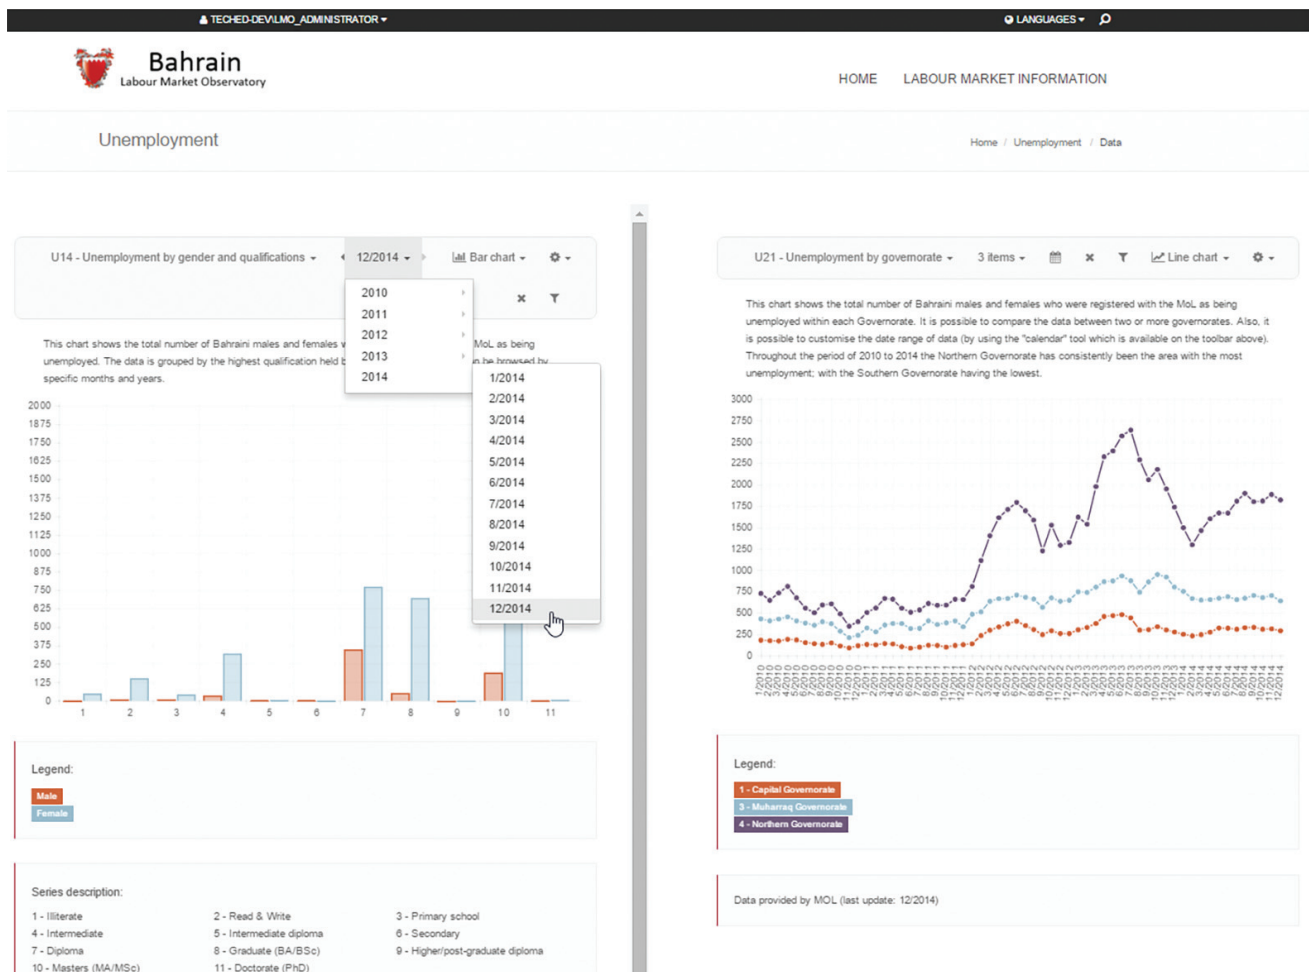 TECHED-DEV\LMO_ADMINISTRATOR
LANGUAGES
Bahrain
Labour Market Observatory
HOME LABOUR MARKET INFORMATION
Unemployment
Home / Unemployment / Data
U14 - Unemployment by gender and qualifications 12/2014 Bar chart
2010
2011
2012
2013
2014
1/2014
2/2014
3/2014
4/2014
5/2014
6/2014
7/2014
8/2014
9/2014
10/2014
11/2014
12/2014
This chart shows the total number of Bahraini males and females MoL as being
unemployed. The data is grouped by the highest qualification held be browsed by
specific months and years.
2000
1875
1750
1625
1500
1375
1250
1125
1000
875
750
625
500
375
250
125
0
1 2 3 4 5 6 7 8 9 10 11
Legend:
Male
Female
Series description:
1 - Illiterate 2 - Read & Write 3 - Primary school
4 - Intermediate 5 - Intermediate diploma 6 - Secondary
7 - Diploma 8 - Graduate (BA/BSc) 9 - Higher/post-graduate diploma
10 - Masters (MA/MSc) 11 - Doctorate (PhD)
U21 - Unemployment by governorate 3 items Line chart
This chart shows the total number of Bahraini males and females who were registered with the MoL as being
unemployed within each Governorate. It is possible to compare the data between two or more governorates. Also, it
is possible to customise the date range of data (by using the "calendar" tool which is available on the toolbar above).
Throughout the period of 2010 to 2014 the Northern Governorate has consistently been the area with the most
unemployment; with the Southern Governorate having the lowest.
3000
2750
2500
2250
2000
1750
1500
1250
1000
750
500
250
0
Legend:
1 - Capital Governorate
3 - Muharraq Governorate
4 - Northern Governorate
Data provided by MOL (last update: 12/2014)